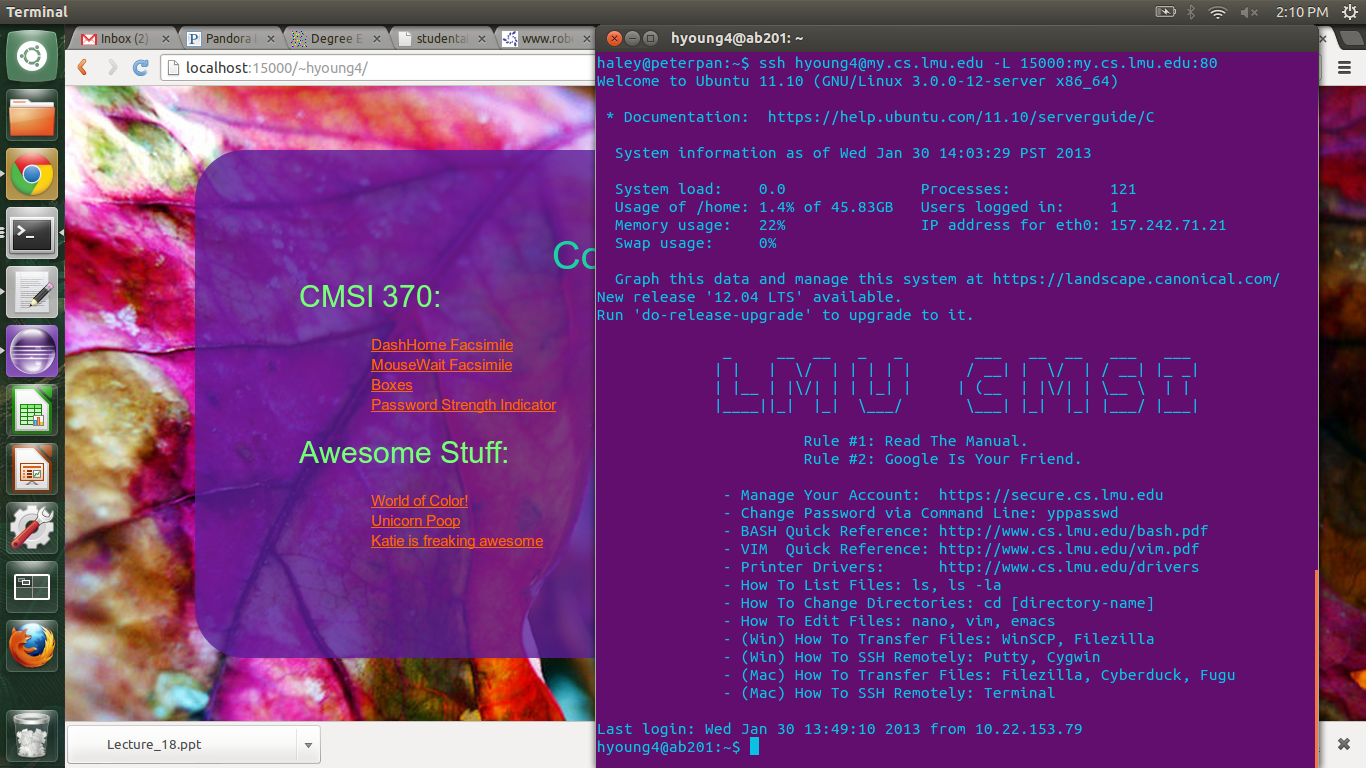 Terminal
2:10 PM
Inbox (2)
Pandora
Degree E
studental
www.rob
localhost:15000/~hyoung4/
Co
CMSI 370:
DashHome Facsimile
MouseWait Facsimile
Boxes
Password Strength Indicator
Awesome Stuff:
World of Color!
Unicorn Poop
Katie is freaking awesome
Lecture_18.ppt
hyoung4@ab201: ~
haley@peterpan:~$ ssh hyoung4@my.cs.lmu.edu -L 15000:my.cs.lmu.edu:80
Welcome to Ubuntu 11.10 (GNU/Linux 3.0.0-12-server x86_64)
* Documentation:  https://help.ubuntu.com/11.10/serverguide/C
System information as of Wed Jan 30 14:03:29 PST 2013
System load:    0.0               Processes:           121
Usage of /home: 1.4% of 45.83GB   Users logged in:     1
Memory usage:   22%               IP address for eth0: 157.242.71.21
Swap usage:     0%
Graph this data and manage this system at https://landscape.canonical.com/
New release '12.04 LTS' available.
Run 'do-release-upgrade' to upgrade to it.
LMU CMSI
Rule #1: Read The Manual.
Rule #2: Google Is Your Friend.
- Manage Your Account:  https://secure.cs.lmu.edu
- Change Password via Command Line: yppasswd
- BASH Quick Reference: http://www.cs.lmu.edu/bash.pdf
- VIM  Quick Reference: http://www.cs.lmu.edu/vim.pdf
- Printer Drivers:      http://www.cs.lmu.edu/drivers
- How To List Files: ls, ls -la
- How To Change Directories: cd [directory-name]
- How To Edit Files: nano, vim, emacs
- (Win) How To Transfer Files: WinSCP, Filezilla
- (Win) How To SSH Remotely: Putty, Cygwin
- (Mac) How To Transfer Files: Filezilla, Cyberduck, Fugu
- (Mac) How To SSH Remotely: Terminal
Last login: Wed Jan 30 13:49:10 2013 from 10.22.153.79
hyoung4@ab201:~$